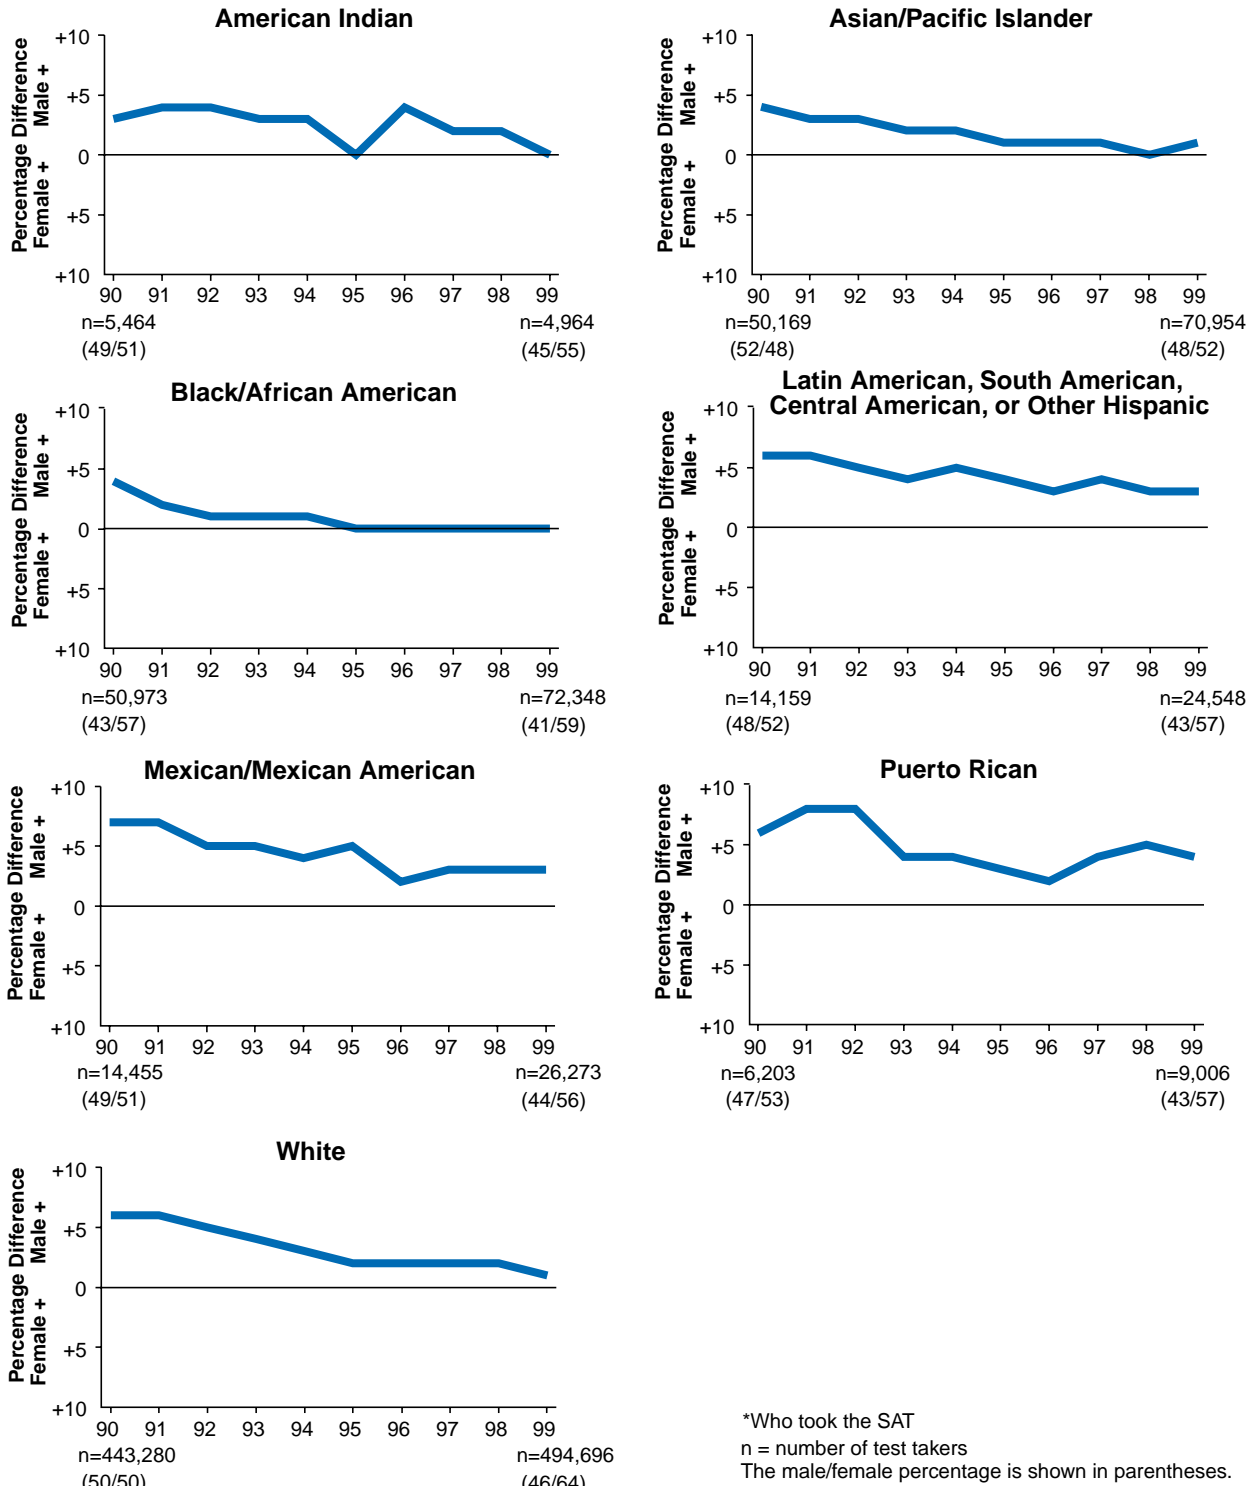 American Indian
Percentage Difference
Female + Male +
+10
+5
0
+5
+10
90 91 92 93 94 95 96 97 98 99
n=5,464 n=4,964
(49/51) (45/55)
Asian/Pacific Islander
Percentage Difference
Female + Male +
+10
+5
0
+5
+10
90 91 92 93 94 95 96 97 98 99
n=50,169 n=70,954
(52/48) (48/52)
Black/African American
Percentage Difference
Female + Male +
+10
+5
0
+5
+10
90 91 92 93 94 95 96 97 98 99
n=50,973 n=72,348
(43/57) (41/59)
Latin American, South American,
Central American, or Other Hispanic
Percentage Difference
Female + Male +
+10
+5
0
+5
+10
90 91 92 93 94 95 96 97 98 99
n=14,159 n=24,548
(48/52) (43/57)
Mexican/Mexican American
Percentage Difference
Female + Male +
+10
+5
0
+5
+10
90 91 92 93 94 95 96 97 98 99
n=14,455 n=26,273
(49/51) (44/56)
Puerto Rican
Percentage Difference
Female + Male +
+10
+5
0
+5
+10
90 91 92 93 94 95 96 97 98 99
n=6,203 n=9,006
(47/53) (43/57)
White
Percentage Difference
Female + Male +
+10
+5
0
+5
+10
90 91 92 93 94 95 96 97 98 99
n=443,280 n=494,696
(50/50) (46/64)
*Who took the SAT
n = number of test takers
The male/female percentage is shown in parentheses.